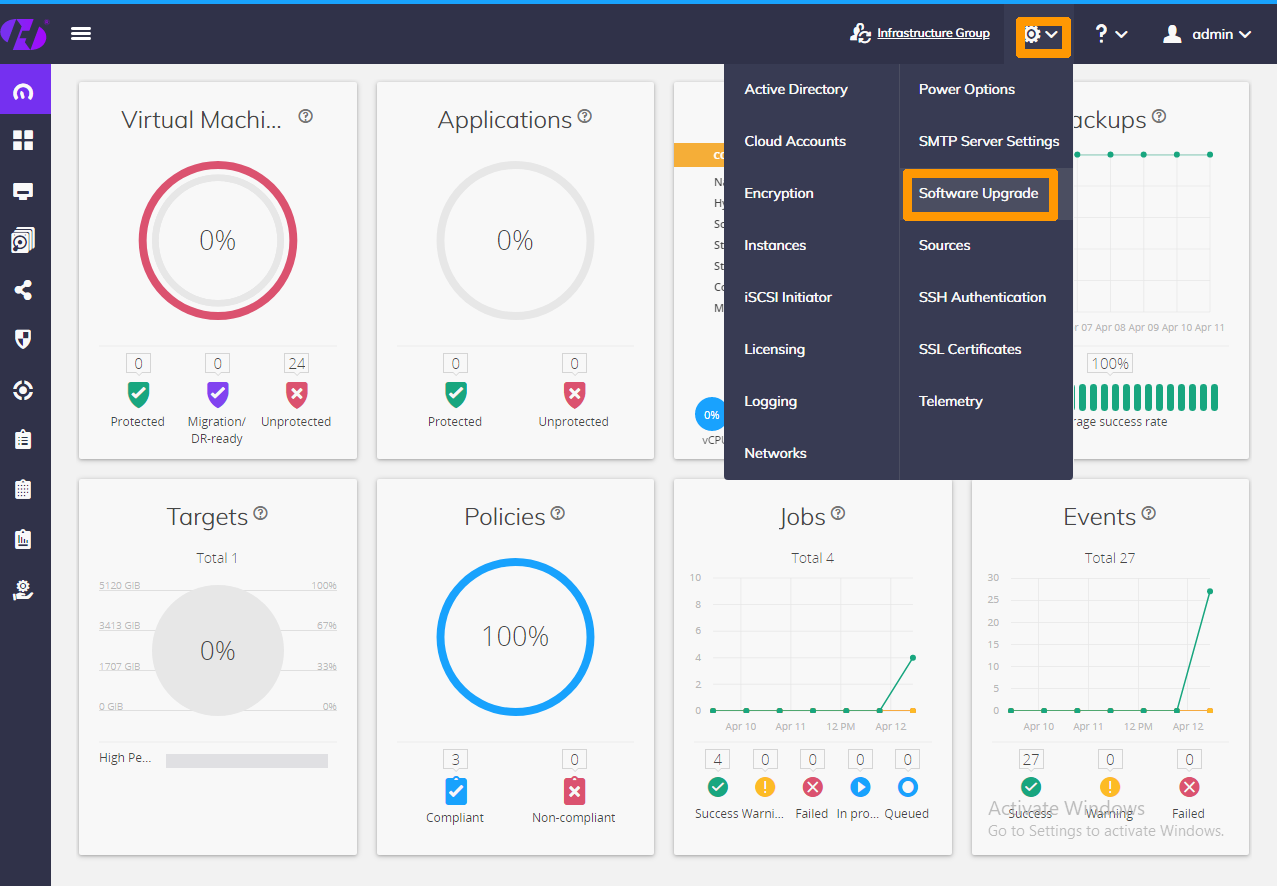 Infrastructure Group
?
admin
Active Directory
Cloud Accounts
Encryption
Instances
iSCSI Initiator
Licensing
Logging
Networks
Power Options
SMTP Server Settings
Software Upgrade
Sources
SSH Authentication
SSL Certificates
Telemetry
Virtual Machi... ?
0%
0 0 24
Protected Migration/ Unprotected
DR-ready
Applications ?
0%
0 0
Protected Unprotected
0%
ackups ?
07 Apr 08 Apr 09 Apr 10 Apr 11
100%
rage success rate
Targets ?
Total 1
5120 GIB 100%
3413 GIB 67%
0%
1707 GIB 33%
0 GIB 0%
High Pe...
Policies ?
100%
3 0
Compliant Non-compliant
Jobs ?
Total 4
10
8
6
4
2
0
Apr 10 Apr 11 12 PM Apr 12
4 0 0 0 0
Success Warni... Failed In pro... Queued
Events ?
Total 27
30
25
20
15
10
5
0
Apr 10 Apr 11 12 PM Apr 12
27 0 0
Success Warning Failed
Activate Windows
Go to Settings to activate Windows.